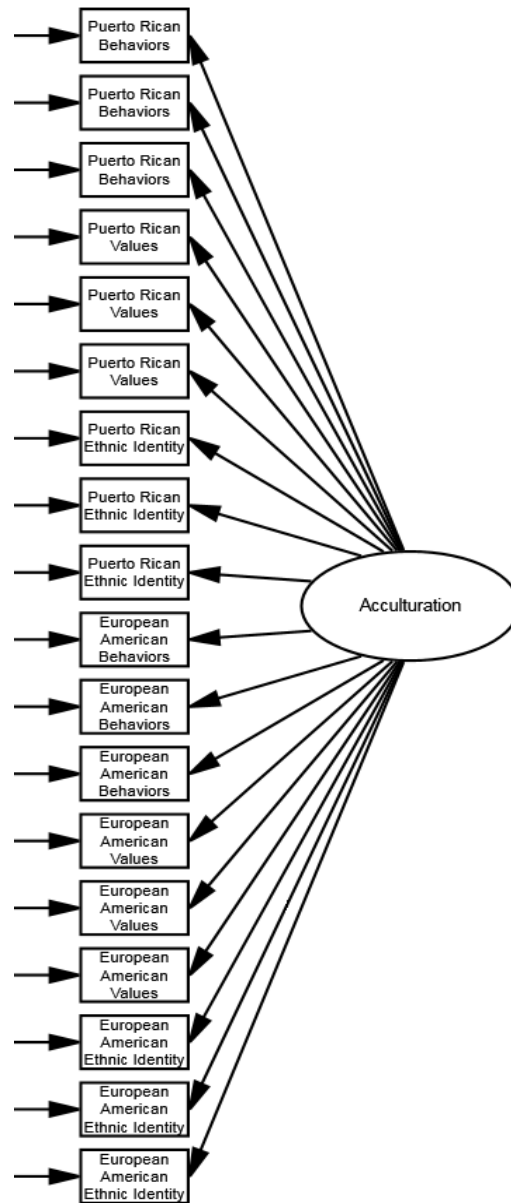 Puerto Rican
Behaviors
Puerto Rican
Behaviors
Puerto Rican
Behaviors
Puerto Rican
Values
Puerto Rican
Values
Puerto Rican
Values
Puerto Rican
Ethnic Identity
Puerto Rican
Ethnic Identity
Puerto Rican
Ethnic Identity
Acculturation
European
American
Behaviors
European
American
Behaviors
European
American
Behaviors
European
American
Values
European
American
Values
European
American
Values
European
American
Ethnic Identity
European
American
Ethnic Identity
European
American
Ethnic Identity